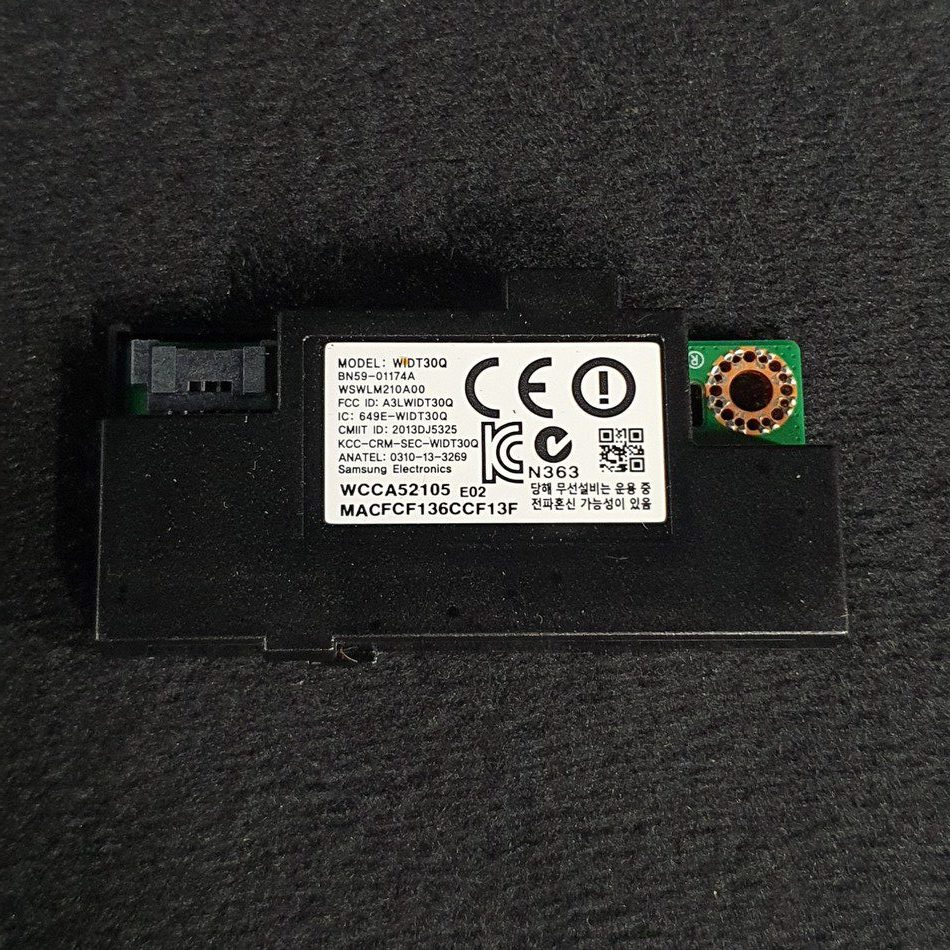 MODEL: WIDT30Q
BN59-01174A
WSWLM210A00
FCC ID: A3LWIDT30Q
IC: 649E-WIDT30Q
CMIIT ID: 2013DJ5325
KCC-CRM-SEC-WIDT30Q
ANATEL: 0310-13-3269
Samsung Electronics
WCCA52105 E02
MACFCF136CCF13F
CE
KC
N363
당해 무선설비는 운용 중
전파혼신 가능성이 있음
®